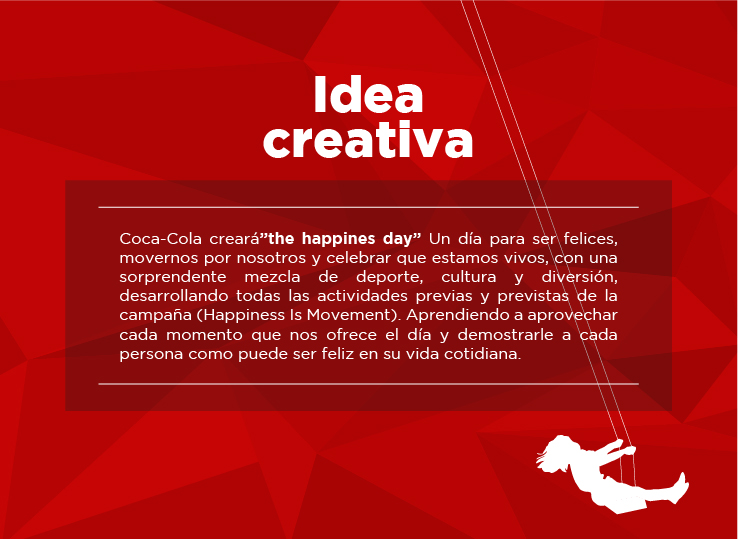 Idea
creativa
Coca-Cola creará”the happines day” Un día para ser felices,
movernos por nosotros y celebrar que estamos vivos, con una
sorprendente mezcla de deporte, cultura y diversión,
desarrollando todas las actividades previas y previstas de la
campaña (Happiness Is Movement). Aprendiendo a aprovechar
cada momento que nos ofrece el día y demostrarle a cada
persona como puede ser feliz en su vida cotidiana.